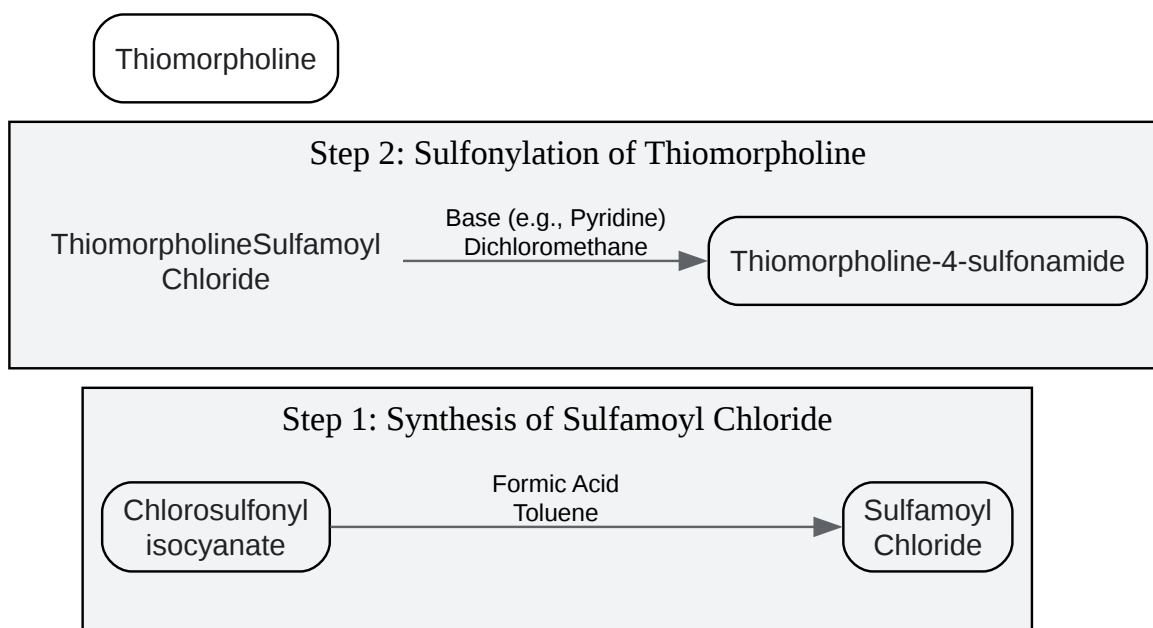 Thiomorpholine
Step 2: Sulfonylation of Thiomorpholine
ThiomorpholineSulfamoyl
Chloride
Base (e.g., Pyridine)
Dichloromethane
Thiomorpholine-4-sulfonamide
Step 1: Synthesis of Sulfamoyl Chloride
Chlorosulfonyl
isocyanate
Formic Acid
Toluene
Sulfamoyl
Chloride